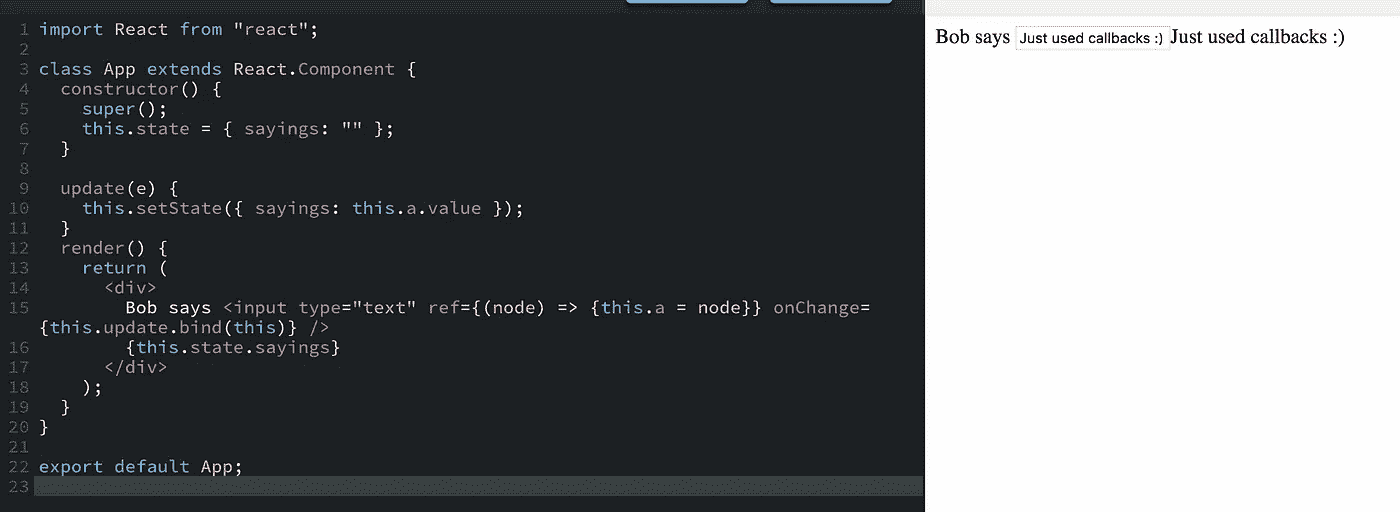 1 import React from "react";
2
3 class App extends React.Component {
4   constructor() {
5     super();
6     this.state = { sayings: "" };
7   }
8
9   update(e) {
10     this.setState({ sayings: this.a.value });
11   }
12   render() {
13     return (
14       <div>
15         Bob says <input type="text" ref={(node) => {this.a = node}} onChange=
{this.update.bind(this)} />
16         {this.state.sayings}
17       </div>
18     );
19   }
20 }
21
22 export default App;
23
Bob says Just used callbacks :) Just used callbacks :)